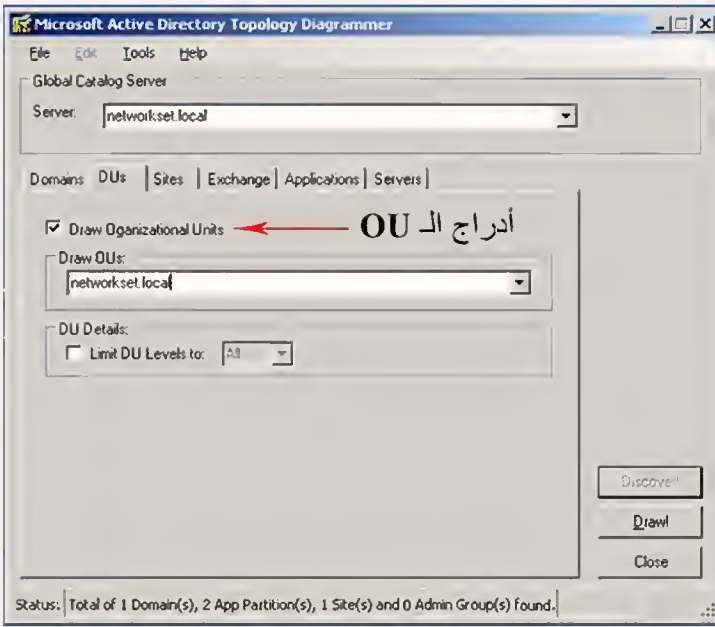 Microsoft Active Directory Topology Diagrammer
File Edit Tools Help
Global Catalog Server
Server: networkset.local
Domains OUs Sites Exchange Applications Servers
Draw Oganizational Units أدراج الـ OU
Draw OUs:
networkset.local
OU Details:
Limit OU Levels to: All
Discover!
Draw!
Close
Status: Total of 1 Domain(s), 2 App Partition(s), 1 Site(s) and 0 Admin Group(s) found.